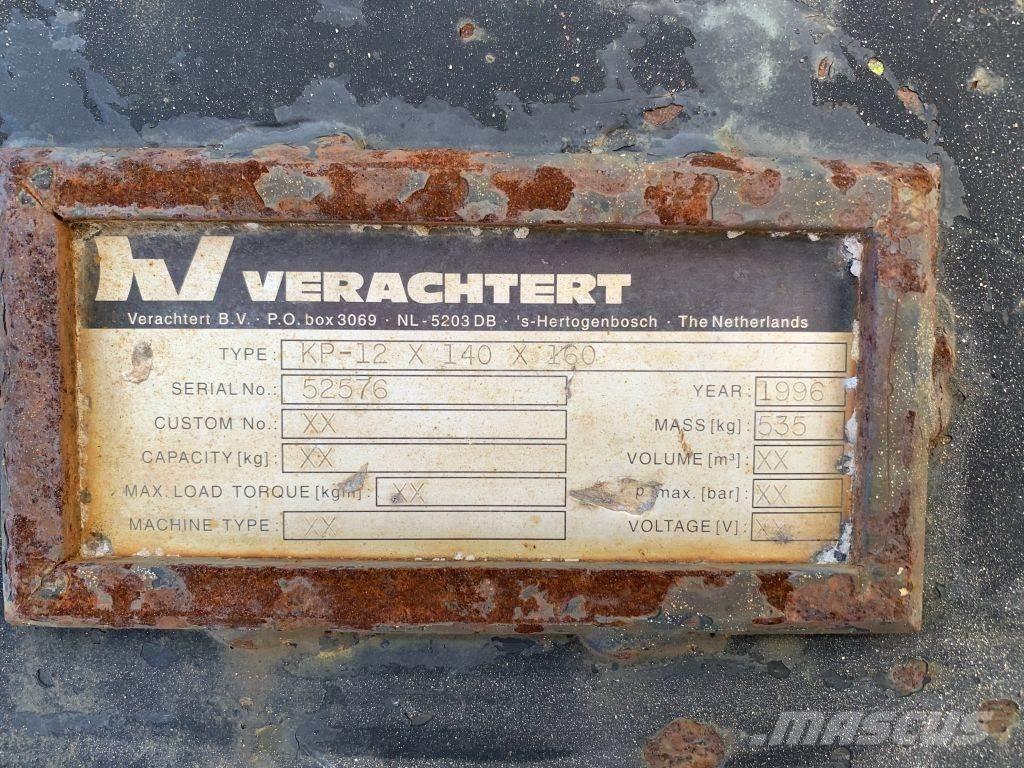 VERACHTERT
Verachtert B.V. · P.O. box 3069 · NL - 5203 DB · 's-Hertogenbosch · The Netherlands
TYPE: KP-12 X 140 X 160
SERIAL No.: 52576 YEAR: 1996
CUSTOM No.: XX MASS [kg]: 535
CAPACITY [kg]: XX VOLUME [m³]: XX
MAX. LOAD TORQUE [kgm]: XX p max. [bar]: XX
MACHINE TYPE: XX VOLTAGE [V]: XX
MASCUS